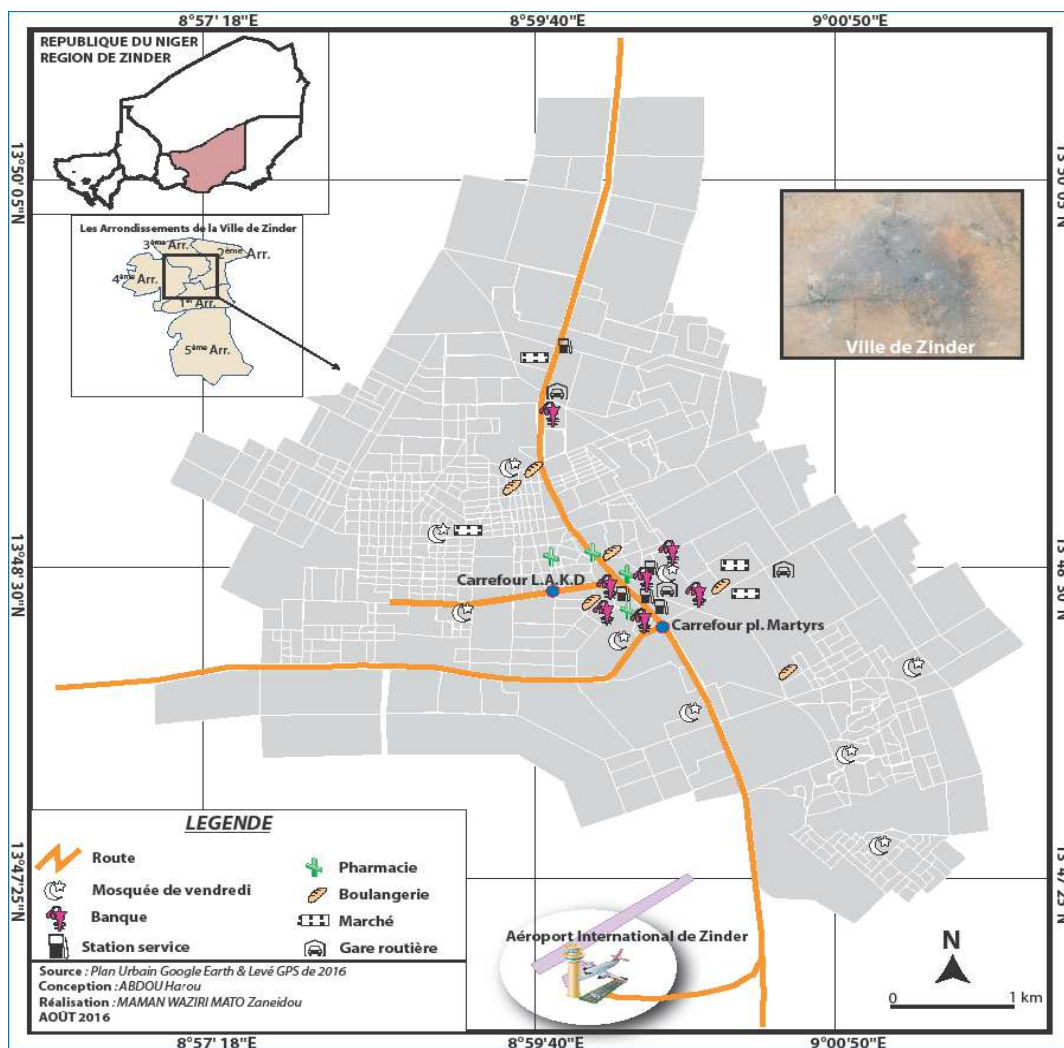 8°57' 18"E
8°59'40"E
9°00'50"E
REPUBLIQUE DU NIGER
REGION DE ZINDER
13°50'05"N
Les Arrondissements de la Ville de Zinder
3ème Arr.
2ème Arr.
4ème Arr.
1er Arr.
5ème Arr.
Ville de Zinder
13°48'30"N
Carrefour L.A.K.D
Carrefour pl. Martyrs
LEGENDE
Route
Mosquée de vendredi
Banque
Station service
Pharmacie
Boulangerie
Marché
Gare routière
13°47'25"N
Aéroport International de Zinder
N
0 1 km
Source : Plan Urbain Google Earth & Levé GPS de 2016
Conception : ABDOU Harou
Réalisation : MAMAN WAZIRI MATO Zaneidou
AOÛT 2016
8°57'18"E
8°59'40"E
9°00'50"E